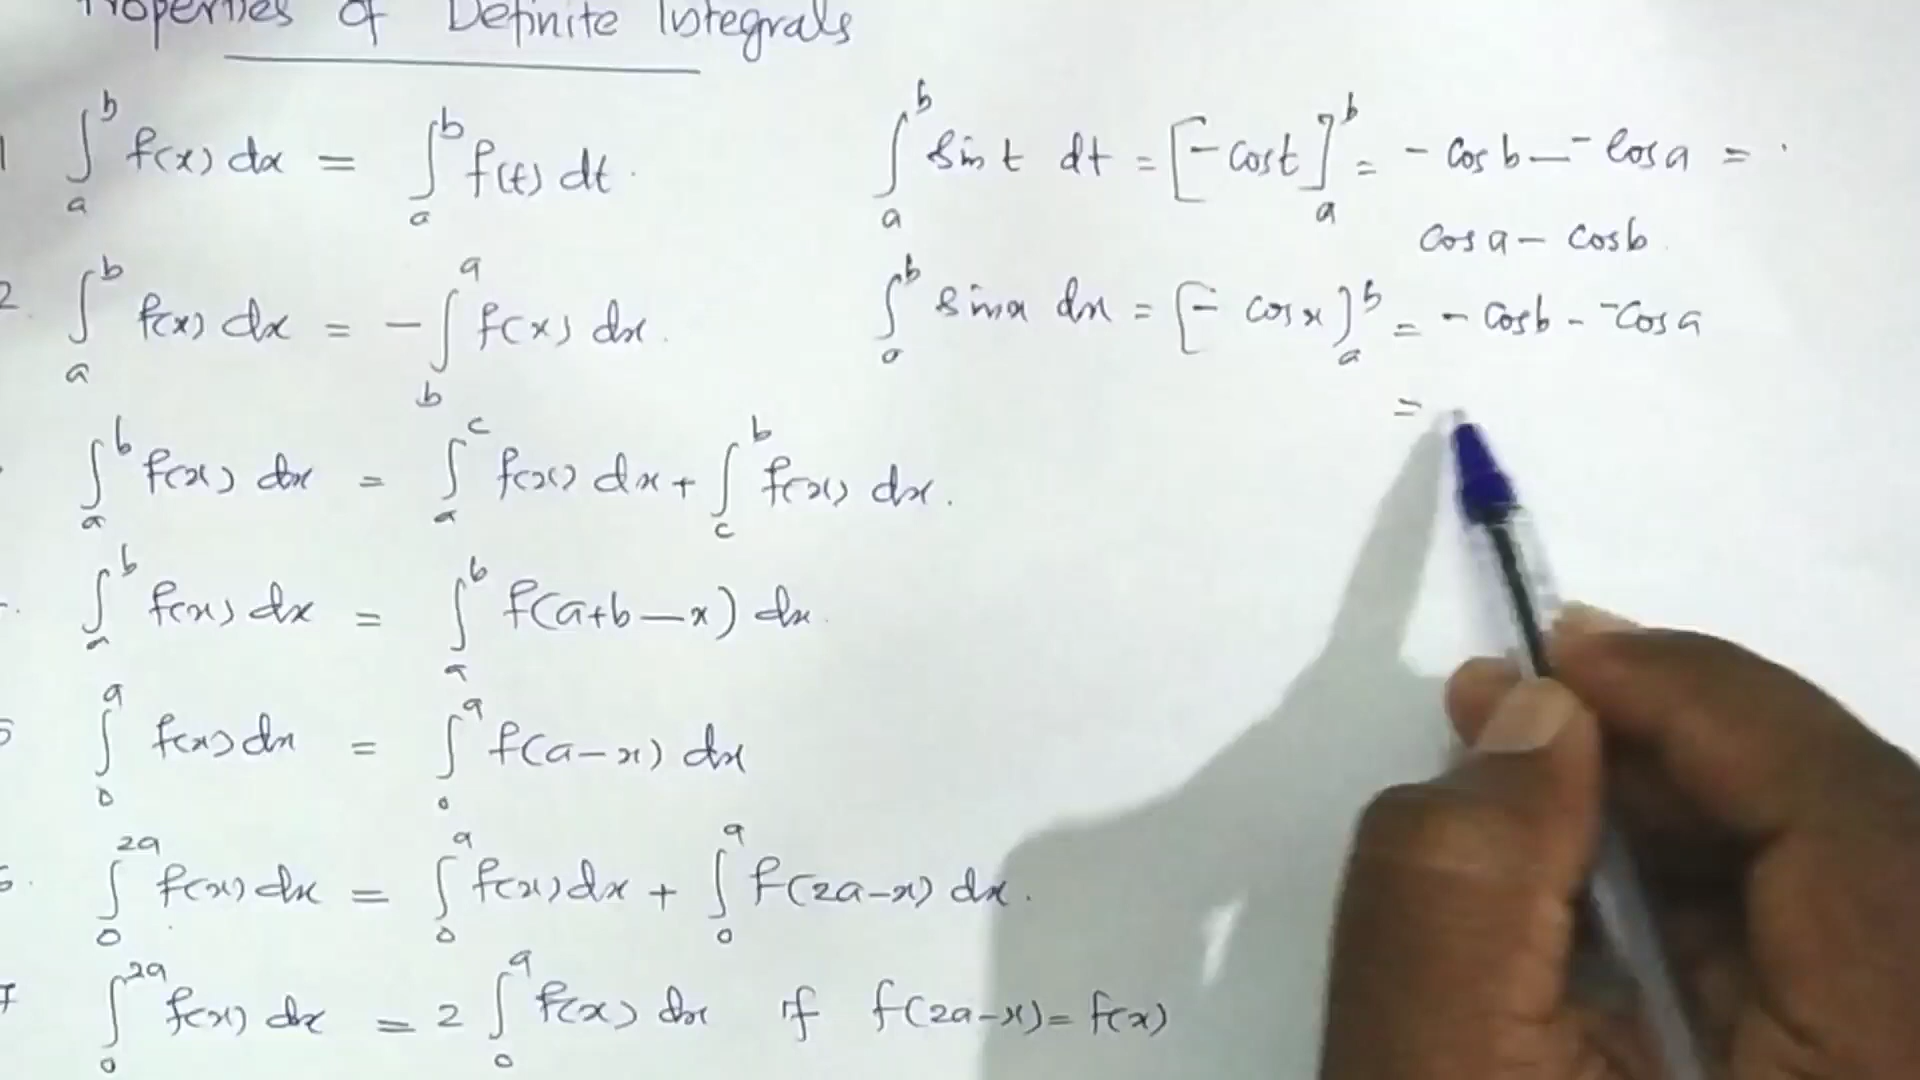 Properties of Definite Integrals
1 ∫_a^b f(x) dx = ∫_a^b f(t) dt.
∫_a^b sin t dt = [-cos t]_a^b = - cos b — - cos a = .
cos a - cos b
2. ∫_a^b f(x) dx = - ∫_b^a f(x) dx.
∫_a^b sin x dx = [- cos x]_a^b = - cos b - - cos a
=
∫_a^b f(x) dx = ∫_a^c f(x) dx + ∫_c^b f(x) dx.
∫_a^b f(x) dx = ∫_a^b f(a+b-x) dx.
5 ∫_0^a f(x) dx = ∫_0^a f(a-x) dx
6. ∫_0^2a f(x) dx = ∫_0^a f(x) dx + ∫_0^a f(2a-x) dx.
7 ∫_0^2a f(x) dx = 2 ∫_0^a f(x) dx if f(2a-x) = f(x)